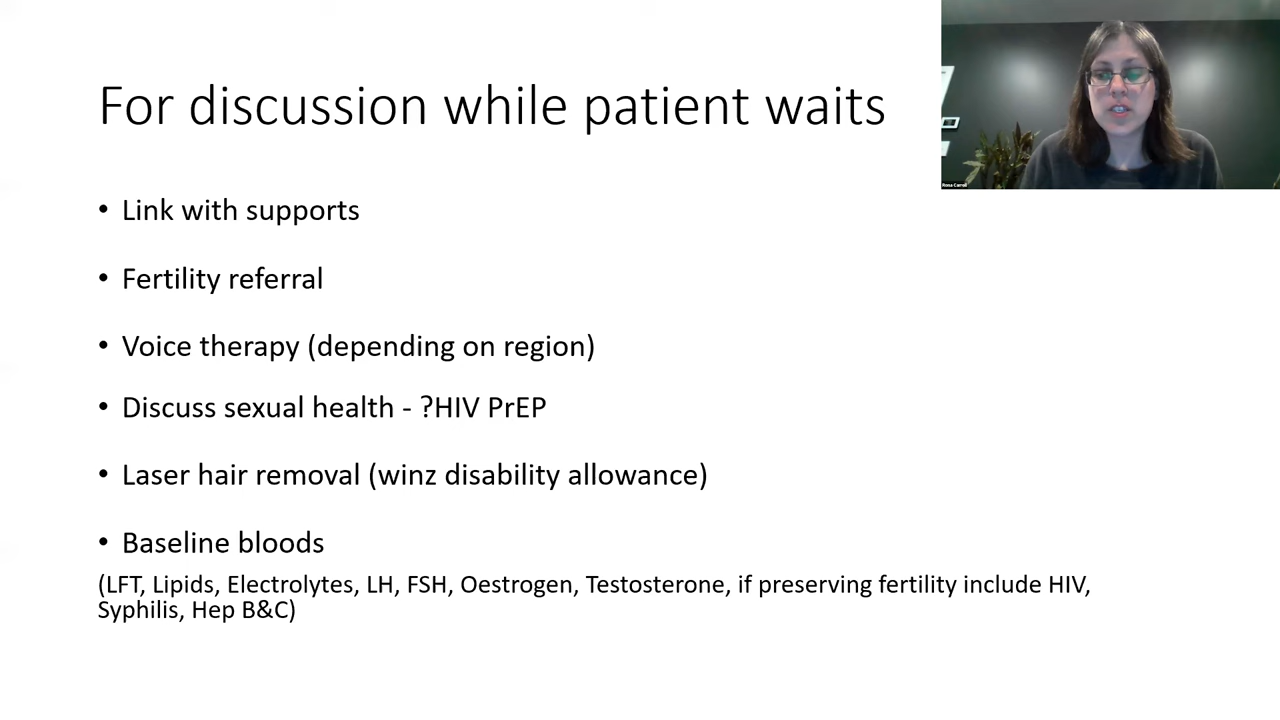 For discussion while patient waits
Rosa Carroll
• Link with supports
• Fertility referral
• Voice therapy (depending on region)
• Discuss sexual health - ?HIV PrEP
• Laser hair removal (winz disability allowance)
• Baseline bloods
(LFT, Lipids, Electrolytes, LH, FSH, Oestrogen, Testosterone, if preserving fertility include HIV,
Syphilis, Hep B&C)